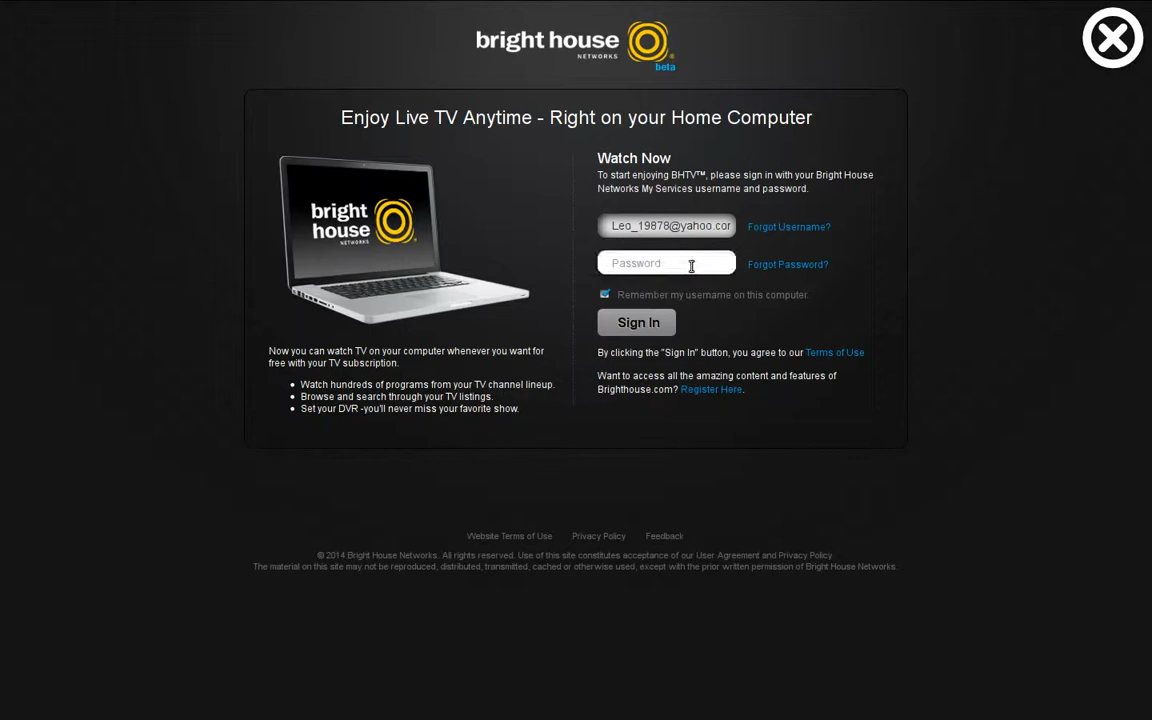 bright house
NETWORKS
beta
Enjoy Live TV Anytime - Right on your Home Computer
bright
house
NETWORKS
Now you can watch TV on your computer whenever you want for
free with your TV subscription.
Watch hundreds of programs from your TV channel lineup.
Browse and search through your TV listings.
Set your DVR -you'll never miss your favorite show.
Watch Now
To start enjoying BHTV™, please sign in with your Bright House
Networks My Services username and password.
Leo_19878@yahoo.cor Forgot Username?
Password Forgot Password?
Remember my username on this computer.
Sign In
By clicking the "Sign In" button, you agree to our Terms of Use
Want to access all the amazing content and features of
Brighthouse.com? Register Here.
Website Terms of Use Privacy Policy Feedback
© 2014 Bright House Networks. All rights reserved. Use of this site constitutes acceptance of our User Agreement and Privacy Policy.
The material on this site may not be reproduced, distributed, transmitted, cached or otherwise used, except with the prior written permission of Bright House Networks.